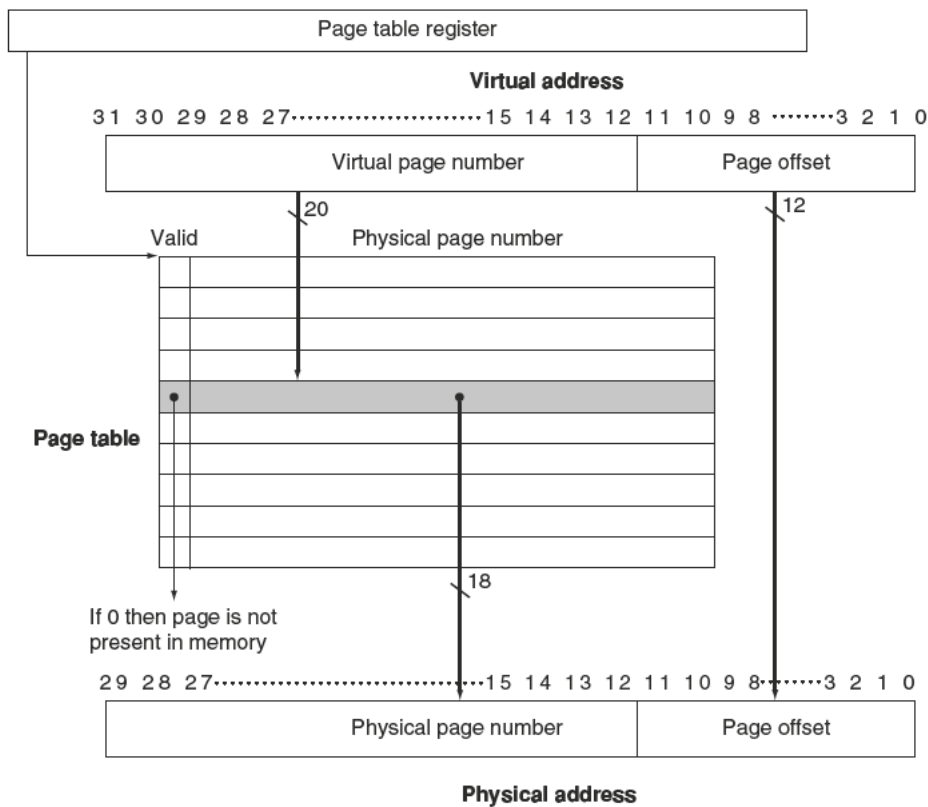 Page table register
Virtual address
31 30 29 28 27··················15 14 13 12 11 10 9 8 ·······3 2 1 0
Virtual page number Page offset
20 12
Valid Physical page number
Page table
18
If 0 then page is not
present in memory
29 28 27··························15 14 13 12 11 10 9 8·······3 2 1 0
Physical page number Page offset
Physical address